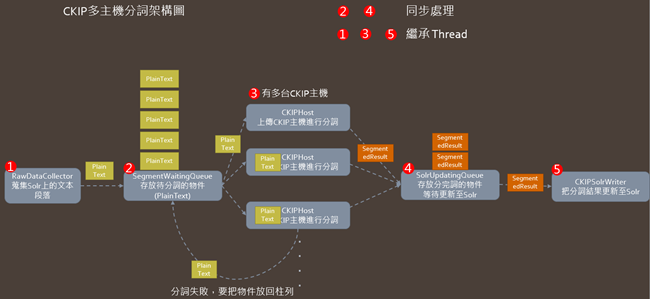 CKIP多主機分詞架構圖
2 4 同步處理
1 3 5 繼承Thread
PlainText
PlainText
PlainText
PlainText
PlainText
3 有多台CKIP主機
CKIPHost
上傳CKIP主機進行分詞
Plain
Text
Segment
edResult
Segment
edResult
Segment
edResult
CKIPHost
上傳CKIP主機進行分詞
Plain
Text
1
RawDataCollector
蒐集Solr上的文本
段落
Plain
Text
2
SegmentWaitingQueue
存放待分詞的物件
(PlainText)
4
SolrUpdatingQueue
存放分完詞的物件
等待更新至Solr
Segment
edResult
5
CKIPSolrWriter
把分詞結果更新至Solr
CKIPHost
上傳CKIP主機進行分詞
Plain
Text
Plain
Text
分詞失敗，要把物件放回柱列